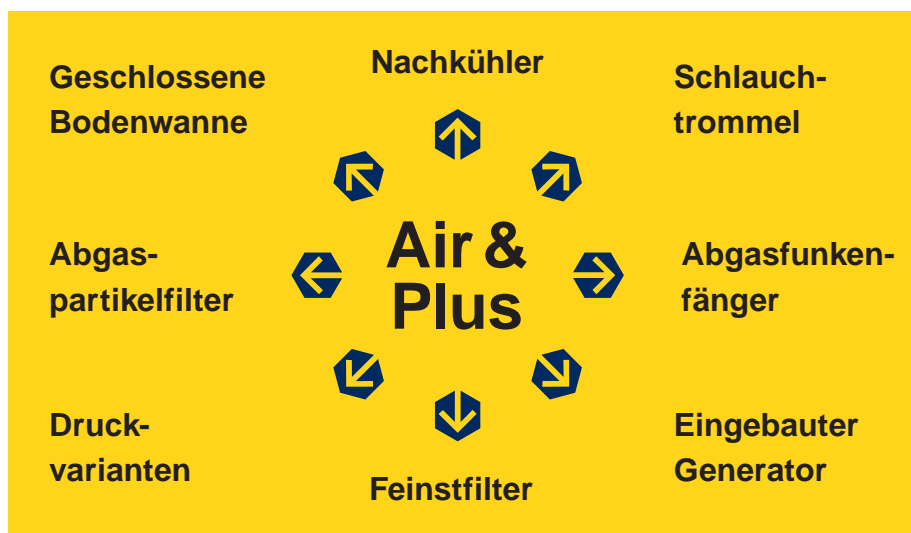 Geschlossene
Bodenwanne
Nachkühler
Schlauch-
trommel
Abgas-
partikelfilter
Air &
Plus
Abgasfunken-
fänger
Druck-
varianten
Feinstfilter
Eingebauter
Generator